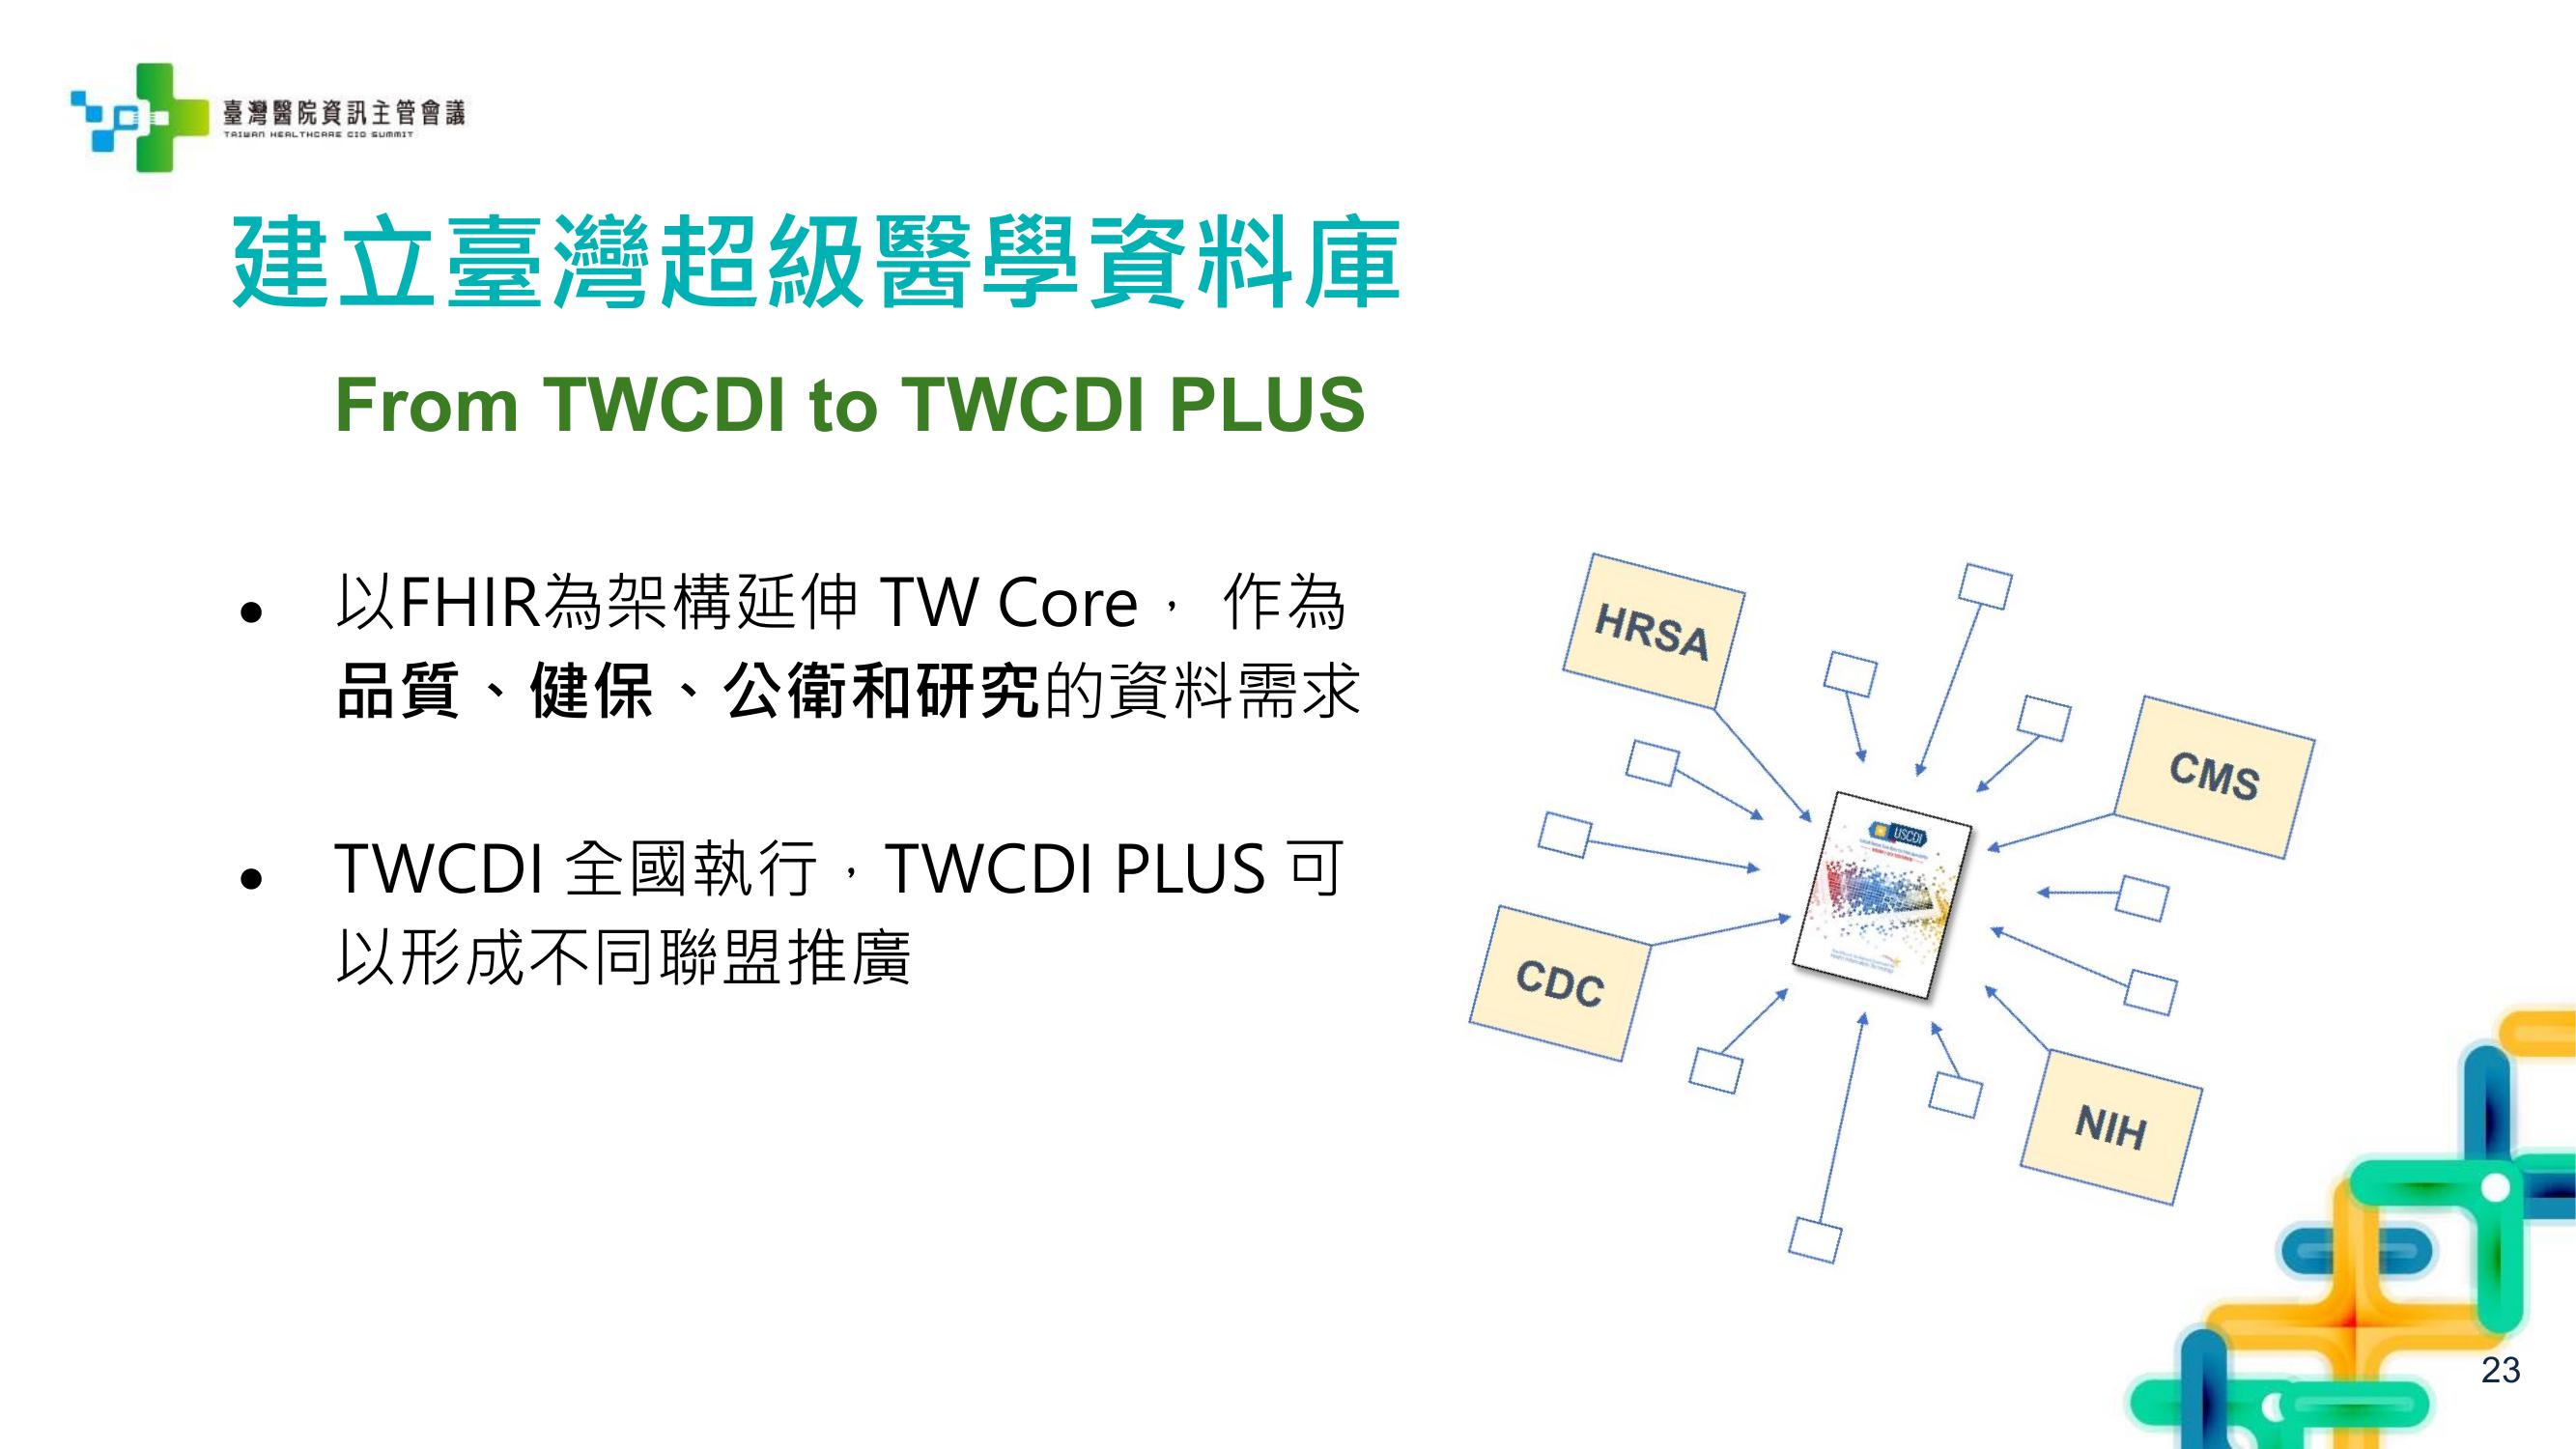 臺灣醫院資訊主管會議
TAIWAN HEALTHCARE CIO SUMMIT
建立臺灣超級醫學資料庫
From TWCDI to TWCDI PLUS
● 以FHIR為架構延伸 TW Core， 作為
品質、健保、公衛和研究的資料需求
● TWCDI 全國執行，TWCDI PLUS 可
以形成不同聯盟推廣
HRSA
CMS
USCDI
CDC
NIH
23